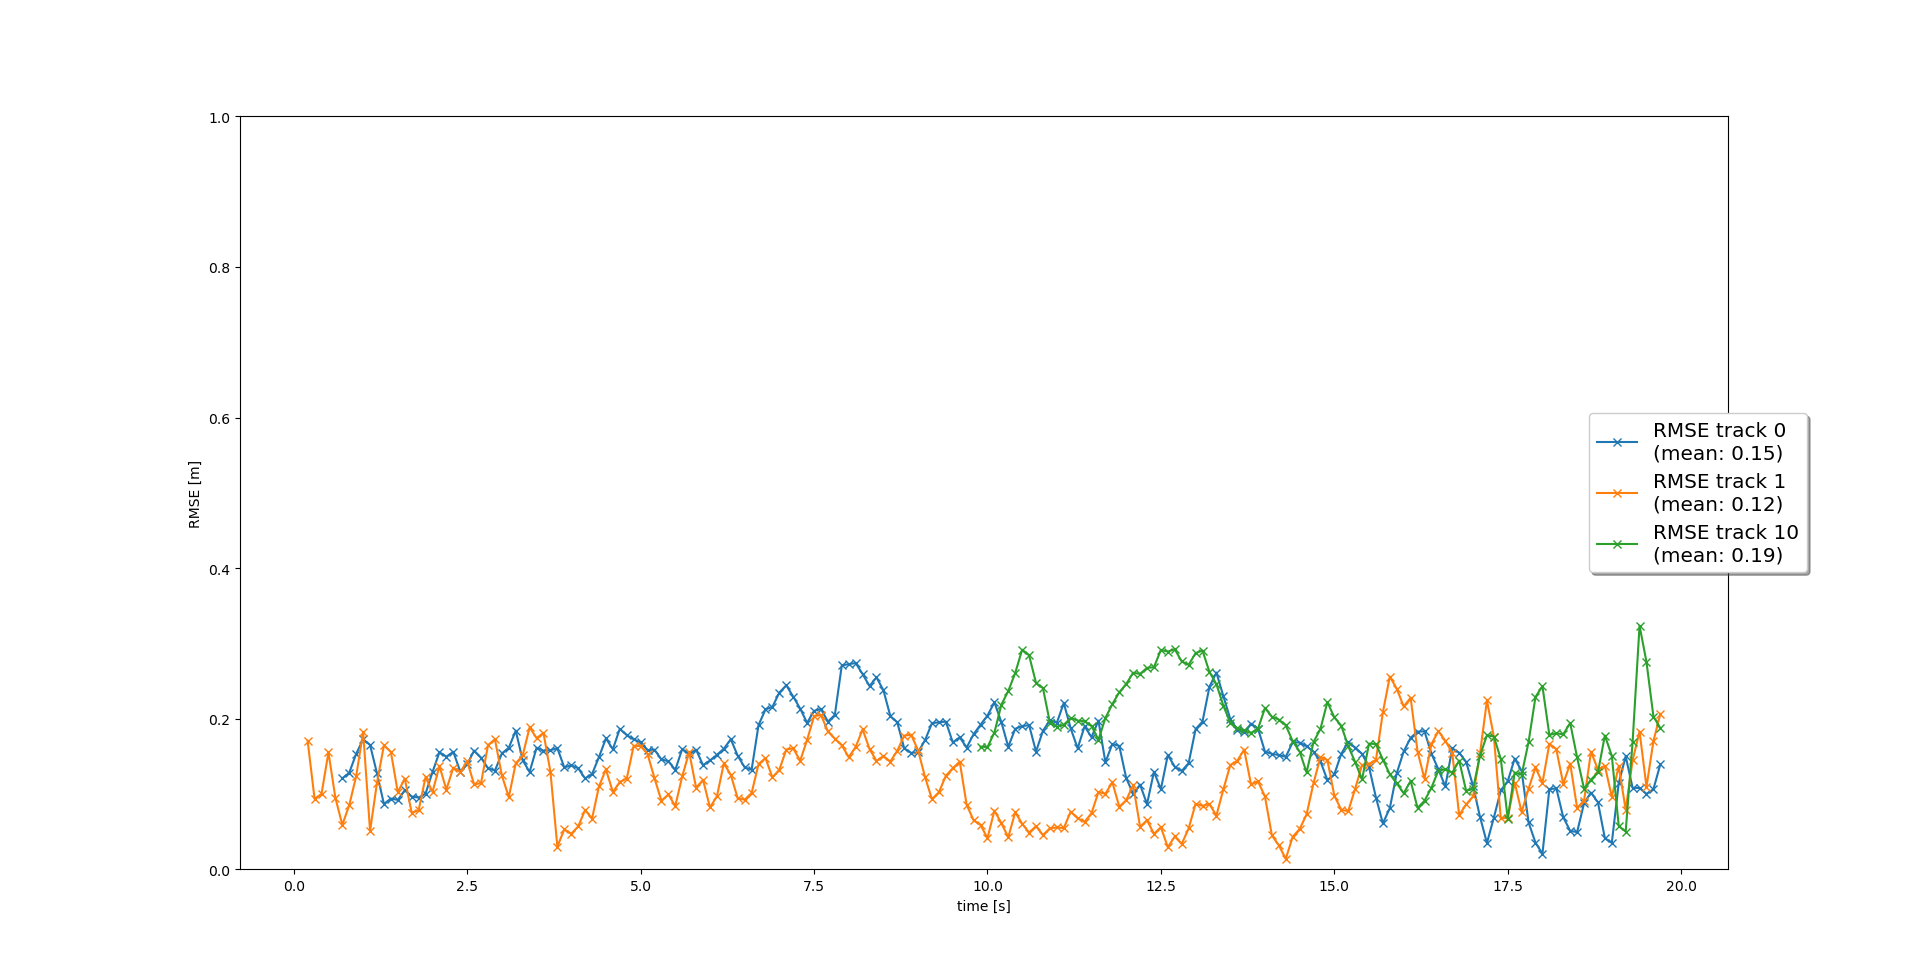 1.0
0.8
0.6
0.4
0.2
0.0
RMSE [m]
0.0 2.5 5.0 7.5 10.0 12.5 15.0 17.5 20.0
time [s]
RMSE track 0
(mean: 0.15)
RMSE track 1
(mean: 0.12)
RMSE track 10
(mean: 0.19)